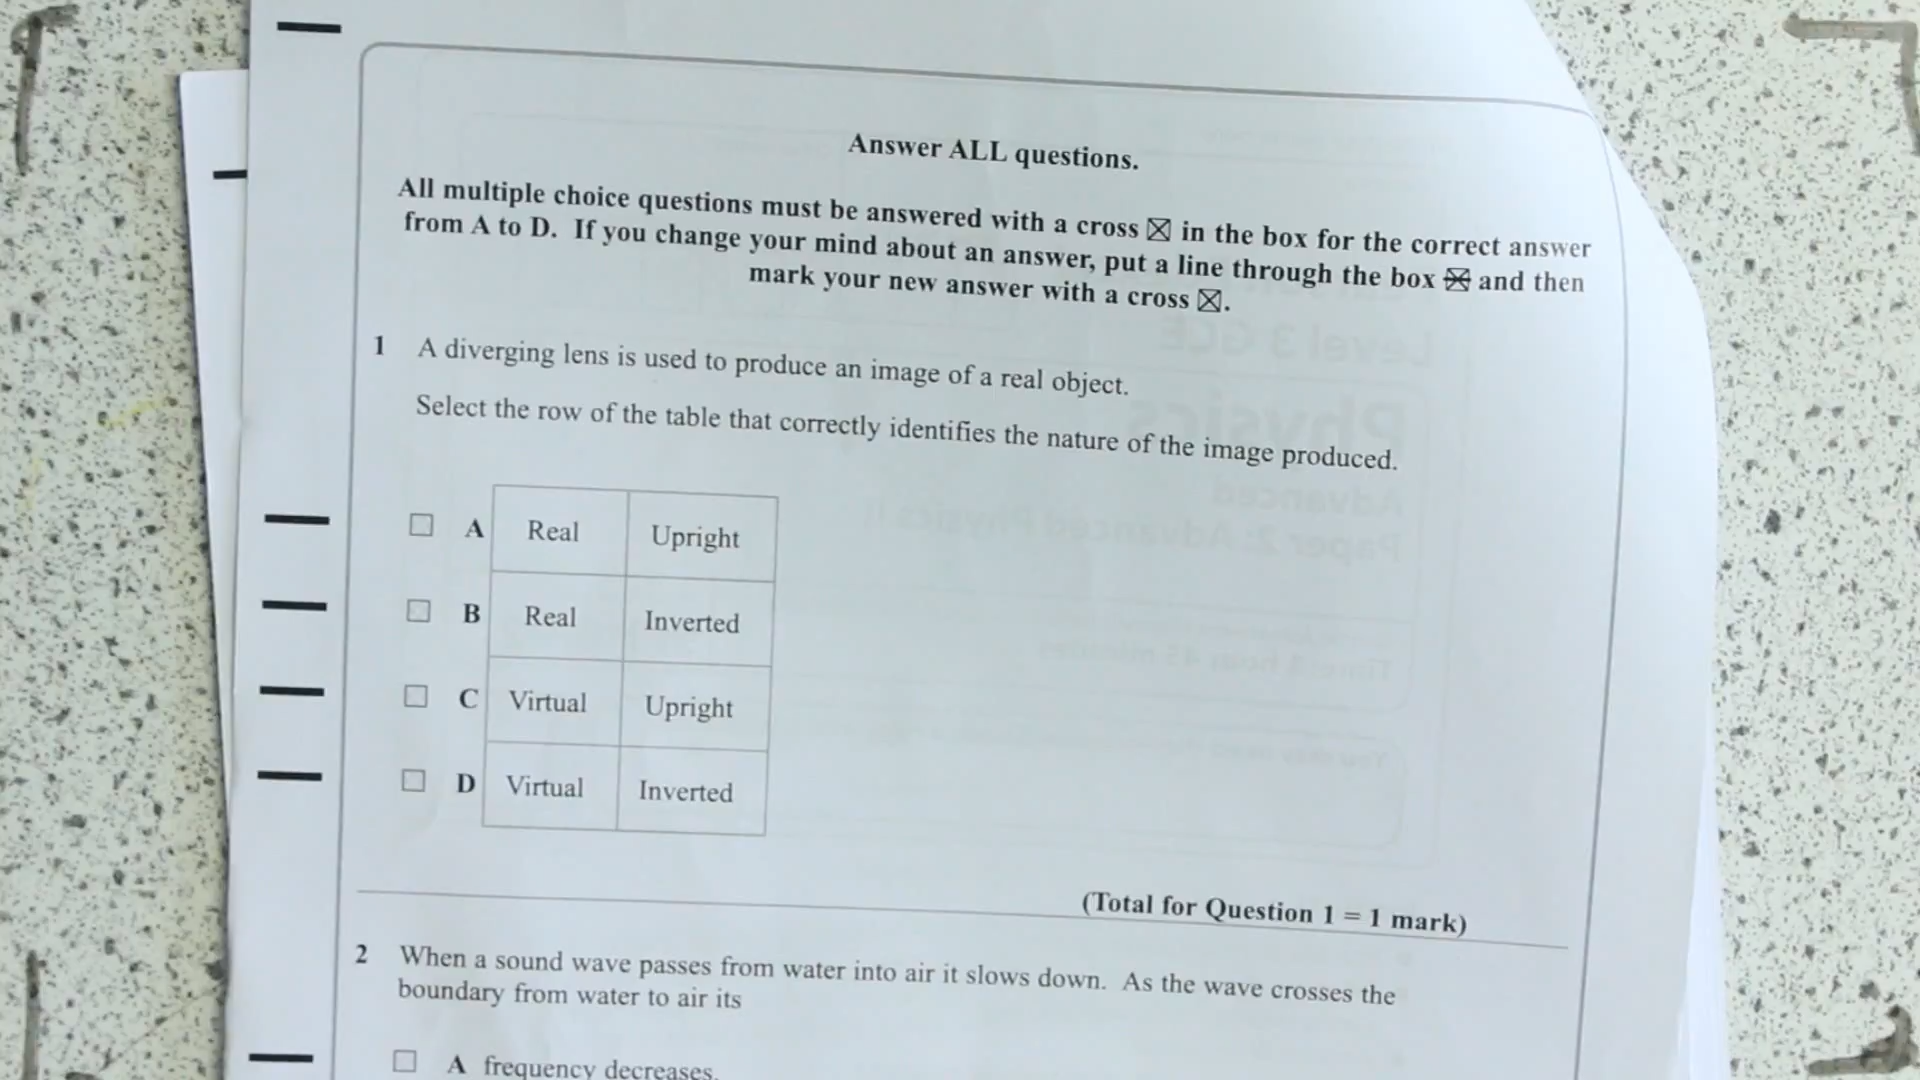 Answer ALL questions.
All multiple choice questions must be answered with a cross ☒ in the box for the correct answer
from A to D. If you change your mind about an answer, put a line through the box ☒ and then
mark your new answer with a cross ☒.
1 A diverging lens is used to produce an image of a real object.
Select the row of the table that correctly identifies the nature of the image produced.
A Real Upright
B Real Inverted
C Virtual Upright
D Virtual Inverted
(Total for Question 1 = 1 mark)
2 When a sound wave passes from water into air it slows down. As the wave crosses the
boundary from water to air its
A frequency decreases.